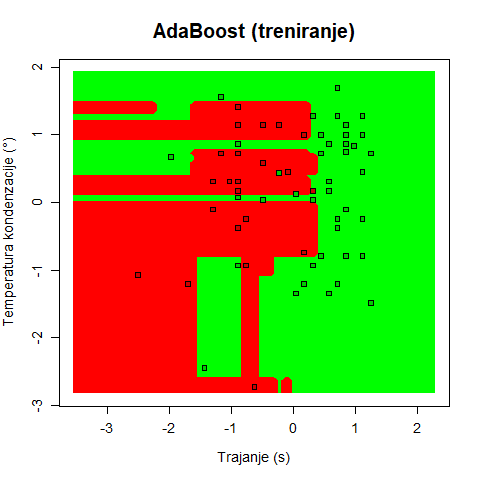 AdaBoost (treniranje)
Temperatura kondenzacije (°)
2
1
0
-1
-2
-3
-3 -2 -1 0 1 2
Trajanje (s)